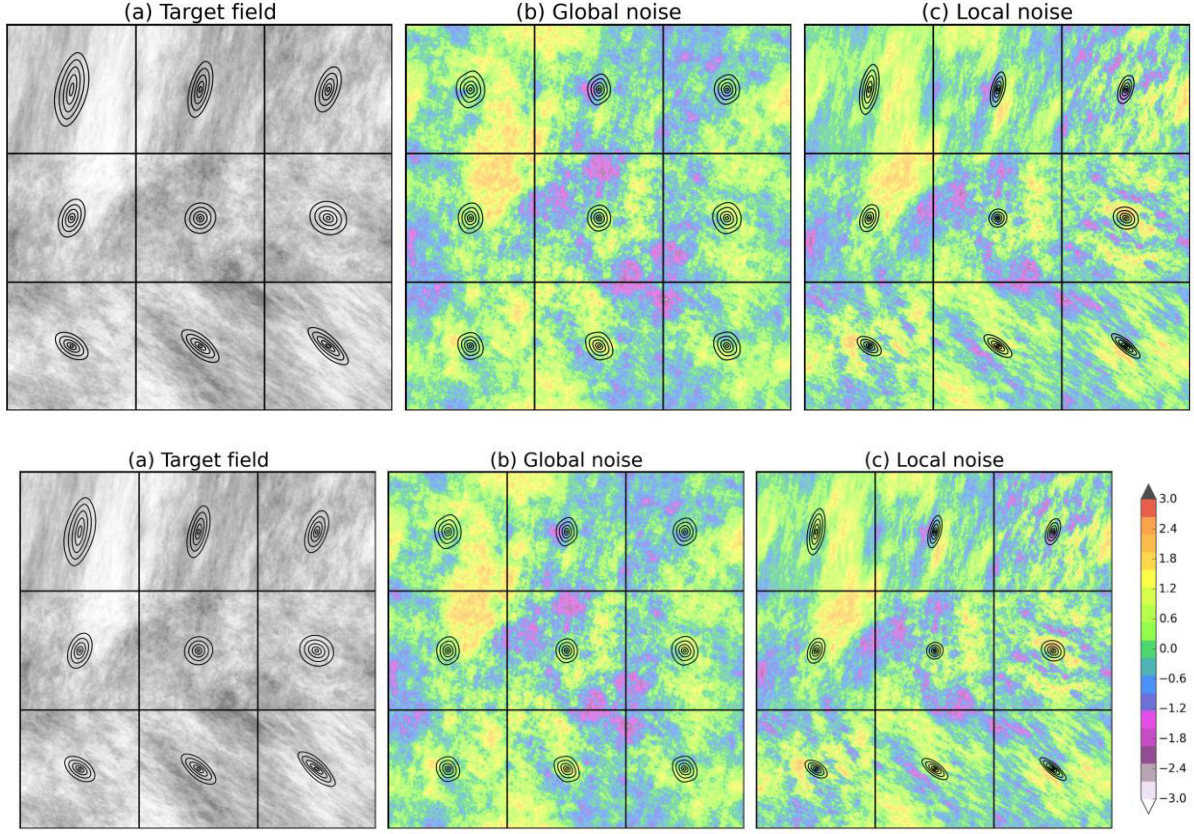 (a) Target field
(b) Global noise
(c) Local noise
(a) Target field
(b) Global noise
(c) Local noise
3.0
2.4
1.8
1.2
0.6
0.0
−0.6
−1.2
−1.8
−2.4
−3.0